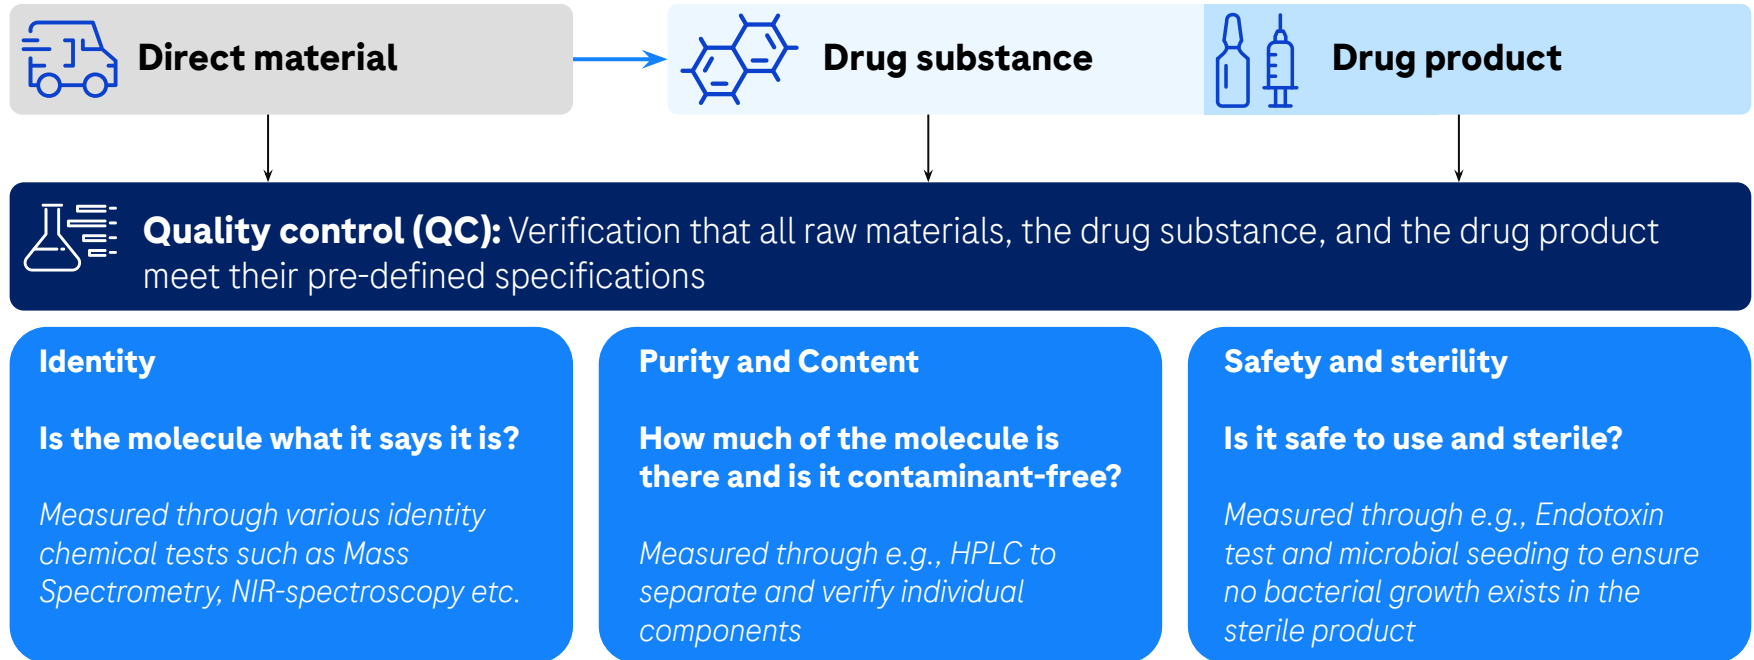 Direct material
Drug substance
Drug product
Quality control (QC): Verification that all raw materials, the drug substance, and the drug product
meet their pre-defined specifications
Identity
Is the molecule what it says it is?
Measured through various identity
chemical tests such as Mass
Spectrometry, NIR-spectroscopy etc.
Purity and Content
How much of the molecule is
there and is it contaminant-free?
Measured through e.g., HPLC to
separate and verify individual
components
Safety and sterility
Is it safe to use and sterile?
Measured through e.g., Endotoxin
test and microbial seeding to ensure
no bacterial growth exists in the
sterile product